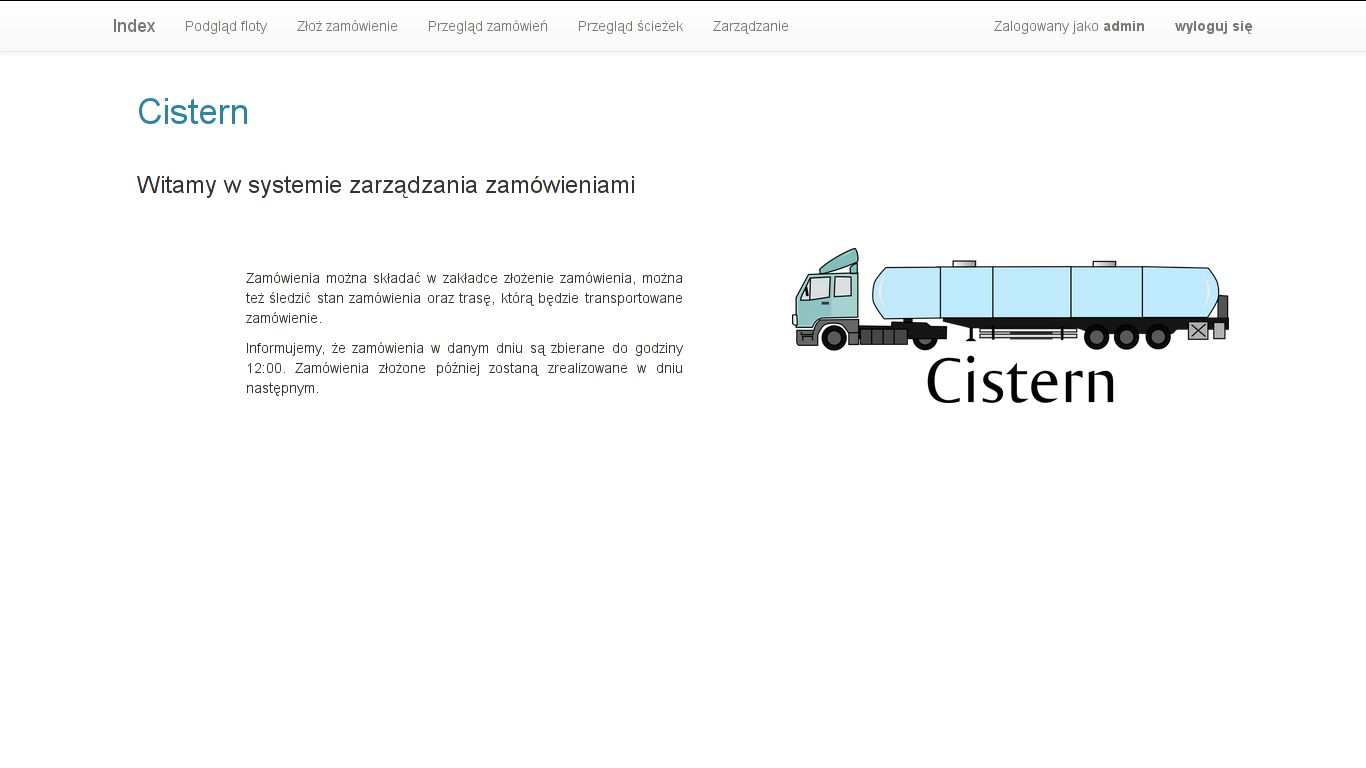 Index Podgląd floty Złoż zamówienie Przegląd zamówień Przegląd ścieżek Zarządzanie Zalogowany jako admin wyloguj się
Cistern
Witamy w systemie zarządzania zamówieniami
Zamówienia można składać w zakładce złożenie zamówienia, można
też śledzić stan zamówienia oraz trasę, którą będzie transportowane
zamówienie.
Informujemy, że zamówienia w danym dniu są zbierane do godziny
12:00. Zamówienia złożone później zostaną zrealizowane w dniu
następnym.
Cistern